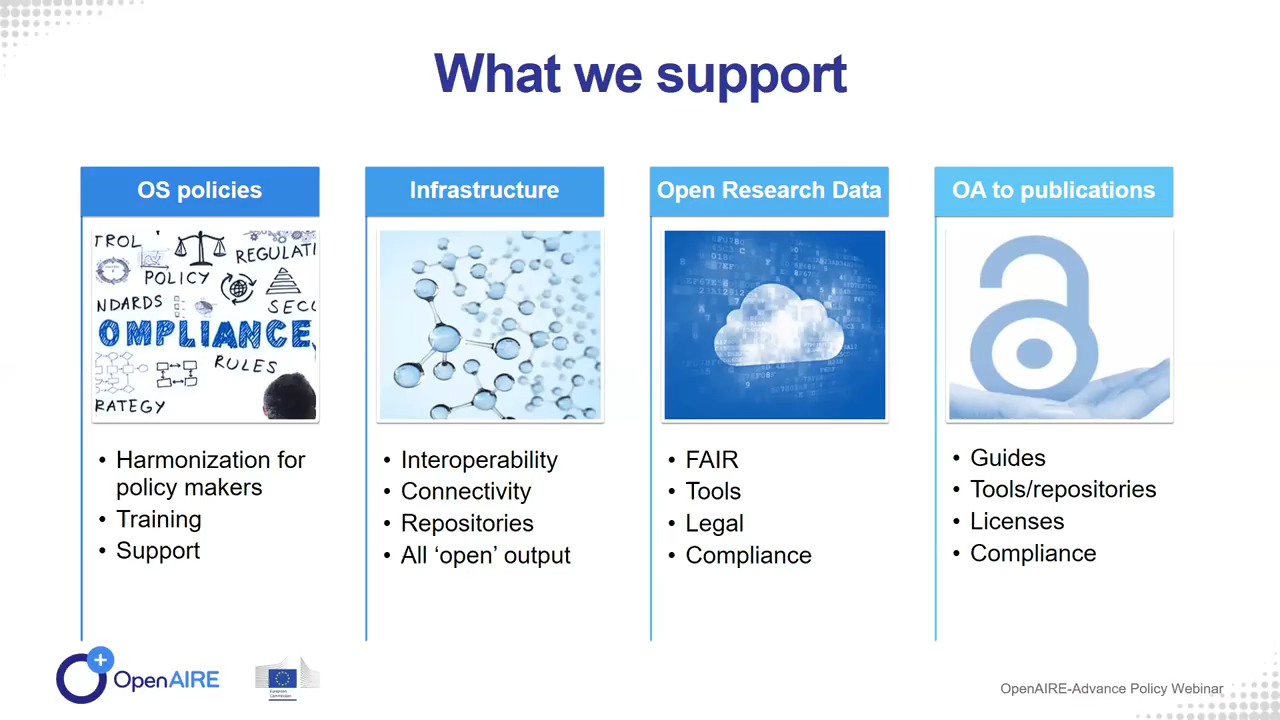 What we support
OS policies
TROL
REGULATI
POLICY
NDARDS
SECU
OMPLIANCE
RULES
RATEGY
• Harmonization for
policy makers
• Training
• Support
Infrastructure
• Interoperability
• Connectivity
• Repositories
• All ‘open’ output
Open Research Data
• FAIR
• Tools
• Legal
• Compliance
OA to publications
• Guides
• Tools/repositories
• Licenses
• Compliance
OpenAIRE
European
Commission
OpenAIRE-Advance Policy Webinar